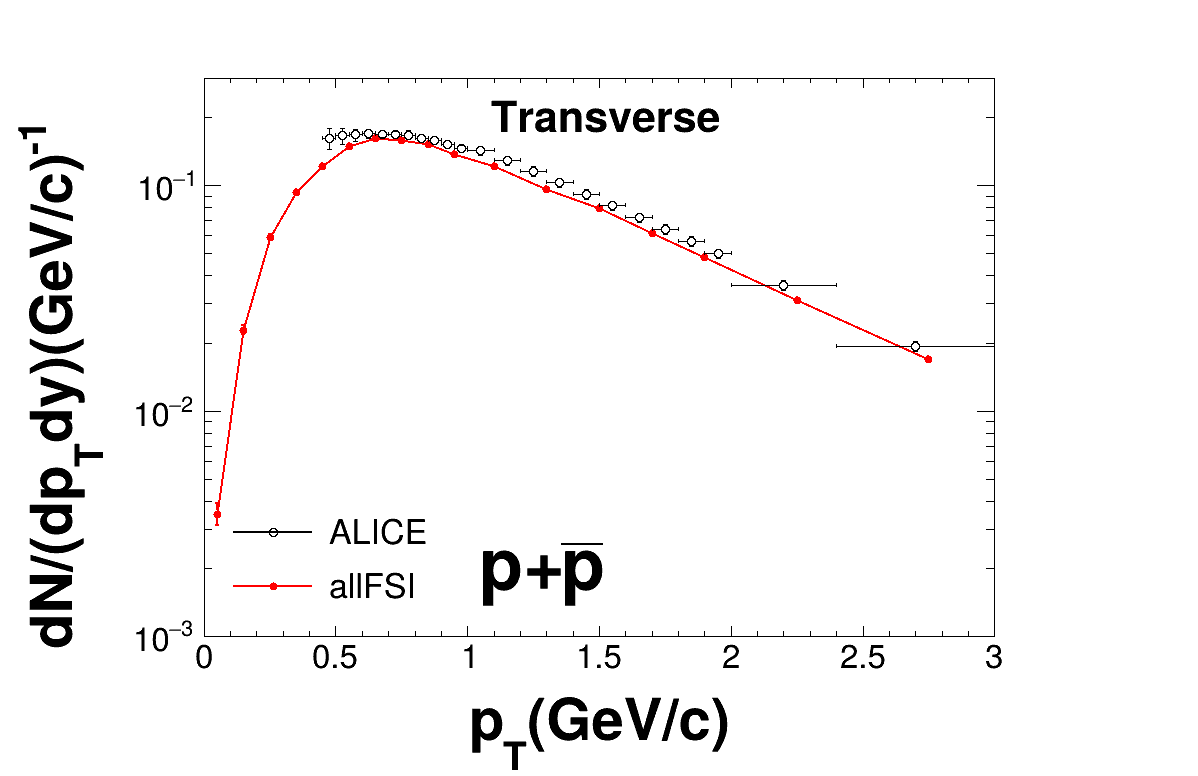 Transverse
dN/(dp_T dy)(GeV/c)^-1
10^−1
10^−2
10^−3
ALICE
allFSI
p+p̅
0 0.5 1 1.5 2 2.5 3
p_T(GeV/c)